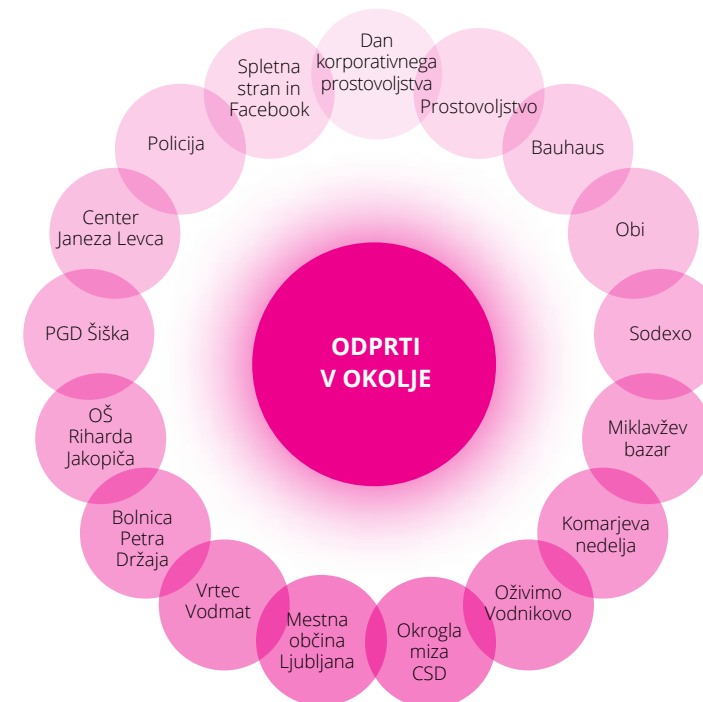 Dan
korporativnega
prostovoljstva
Prostovoljstvo
Bauhaus
Obi
Sodexo
Miklavžev
bazar
Komarjeva
nedelja
Oživimo
Vodnikovo
Okrogla
miza
CSD
Mestna
občina
Ljubljana
Vrtec
Vodmat
Bolnica
Petra
Držaja
OŠ
Riharda
Jakopiča
PGD Šiška
Center
Janeza Levca
Policija
Spletna
stran in
Facebook
ODPRTI
V OKOLJE